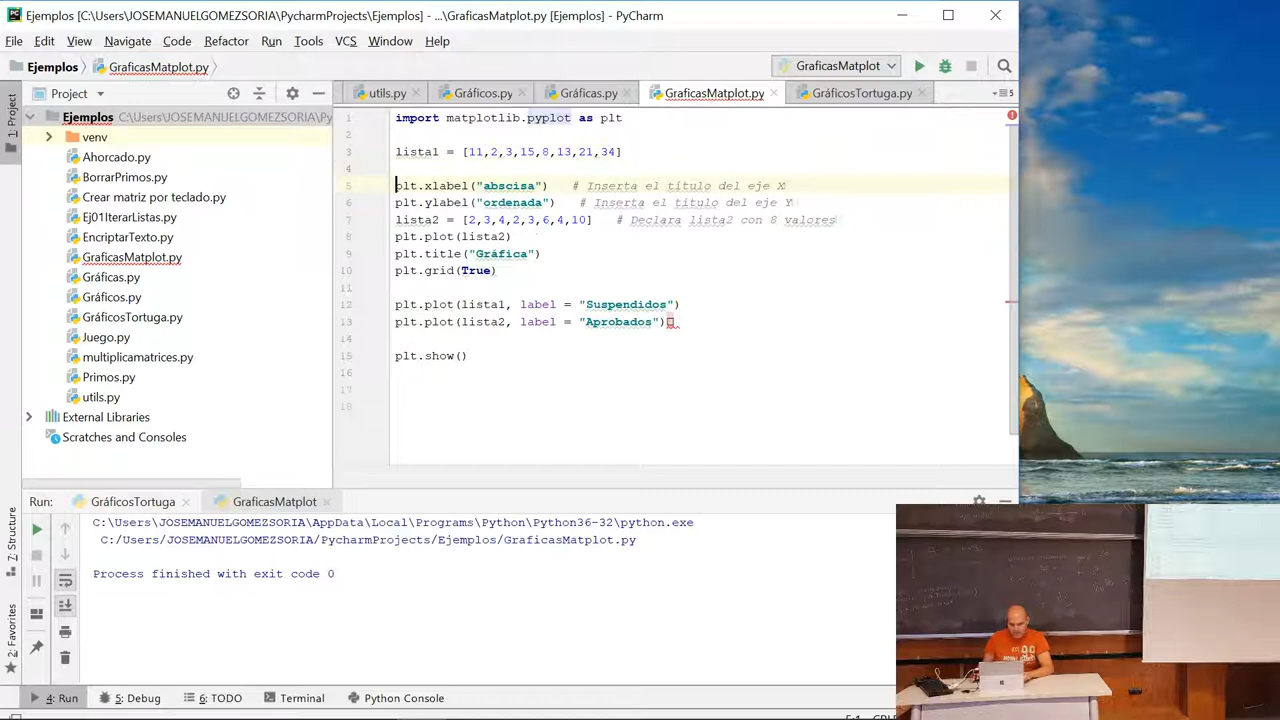 Ejemplos [C:\Users\JOSEMANUELGOMEZSORIA\PycharmProjects\Ejemplos] - ...\GraficasMatplot.py [Ejemplos] - PyCharm
File Edit View Navigate Code Refactor Run Tools VCS Window Help
Ejemplos GraficasMatplot.py GraficasMatplot
1: Project
Project
utils.py Gráficos.py Gráficas.py GraficasMatplot.py GráficosTortuga.py 5
Ejemplos C:\Users\JOSEMANUELGOMEZSORIA\Py
venv
Ahorcado.py
BorrarPrimos.py
Crear matriz por teclado.py
Ej01IterarListas.py
EncriptarTexto.py
GraficasMatplot.py
Gráficas.py
Gráficos.py
GráficosTortuga.py
Juego.py
multiplicamatrices.py
Primos.py
utils.py
External Libraries
Scratches and Consoles
1 import matplotlib.pyplot as plt
2
3 lista1 = [11,2,3,15,8,13,21,34]
4
5 plt.xlabel("abscisa") # Inserta el título del eje X
6 plt.ylabel("ordenada") # Inserta el título del eje Y
7 lista2 = [2,3,4,2,3,6,4,10] # Declara lista2 con 8 valores
8 plt.plot(lista2)
9 plt.title("Gráfica")
10 plt.grid(True)
11
12 plt.plot(lista1, label = "Suspendidos")
13 plt.plot(lista2, label = "Aprobados")
14
15 plt.show()
16
17
18
Run: GráficosTortuga GraficasMatplot
C:\Users\JOSEMANUELGOMEZSORIA\AppData\Local\Programs\Python\Python36-32\python.exe
C:/Users/JOSEMANUELGOMEZSORIA/PycharmProjects/Ejemplos/GraficasMatplot.py
Process finished with exit code 0
Z: Structure
2: Favorites
4: Run 5: Debug 6: TODO Terminal Python Console